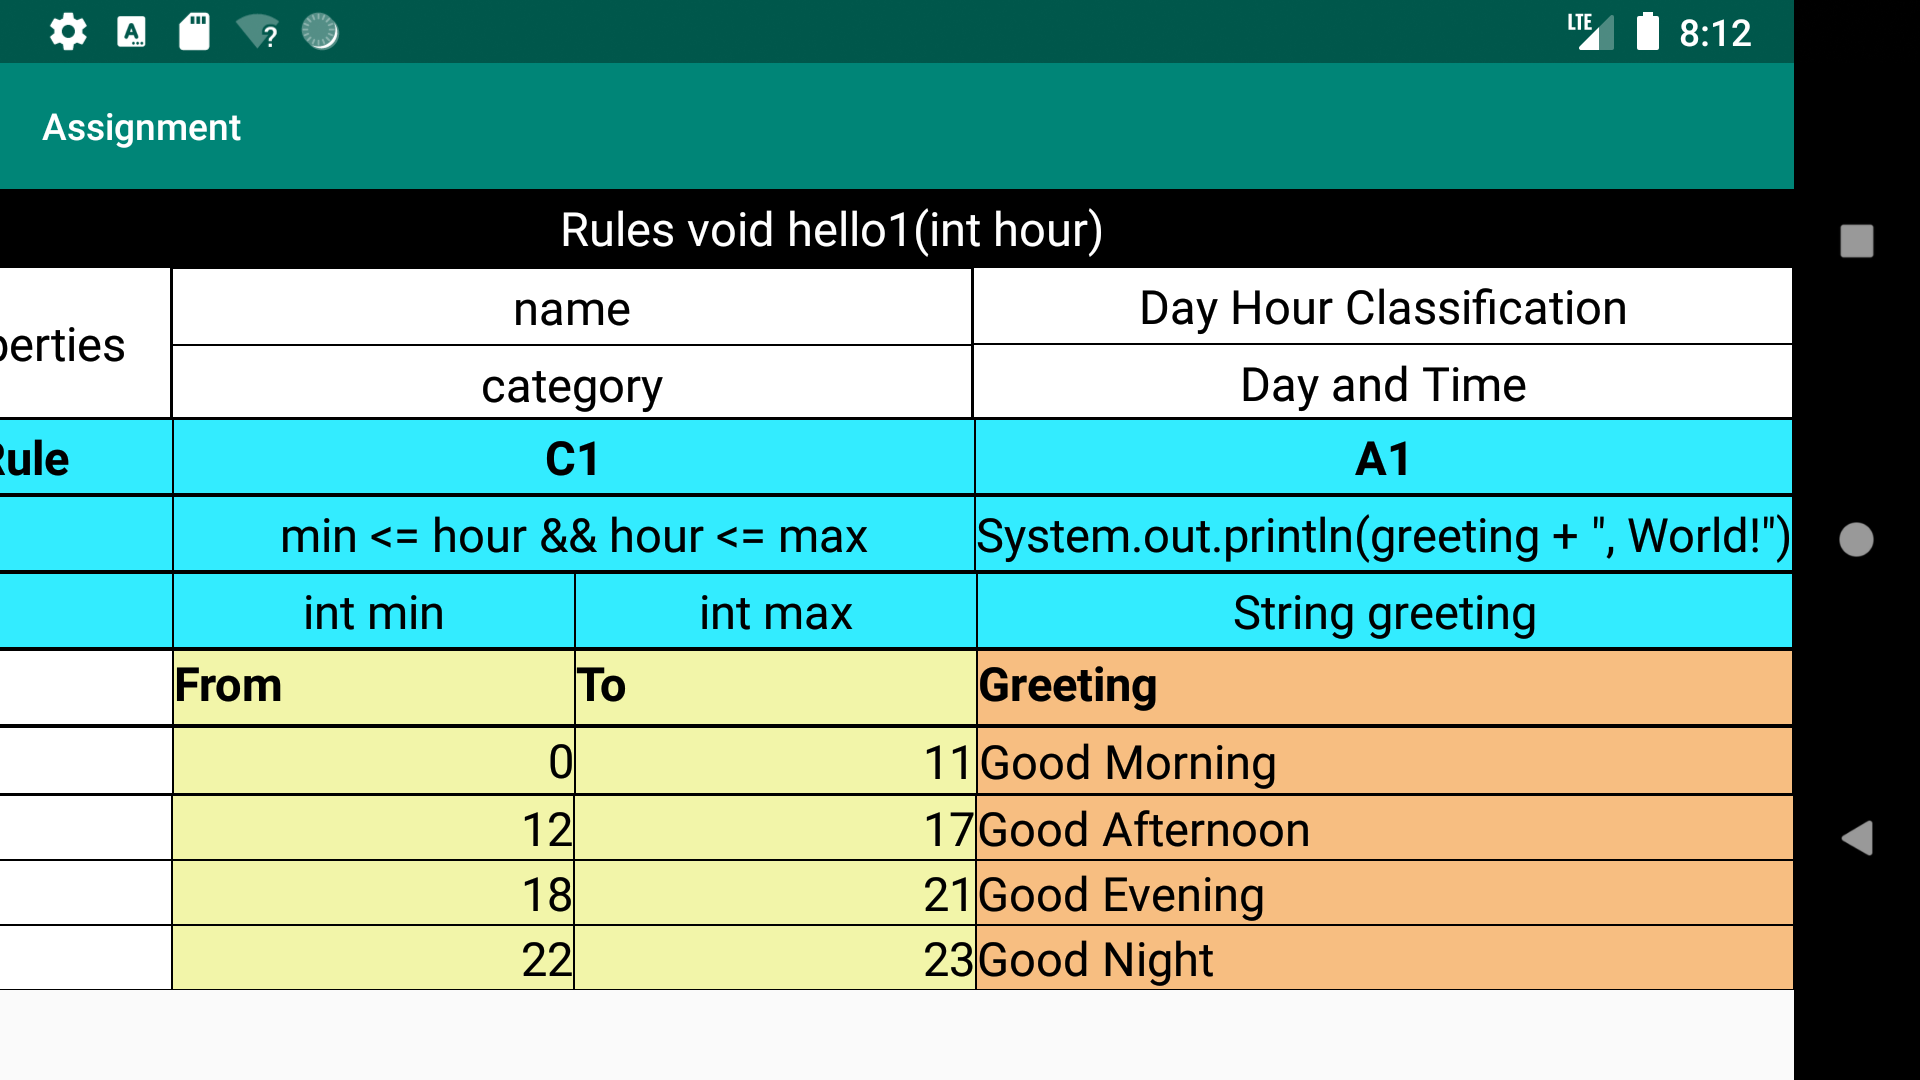 LTE 8:12
Assignment
Rules void hello1(int hour)
perties name Day Hour Classification
category Day and Time
Rule C1 A1
min <= hour && hour <= max System.out.println(greeting + ", World!")
int min int max String greeting
From To Greeting
0 11 Good Morning
12 17 Good Afternoon
18 21 Good Evening
22 23 Good Night